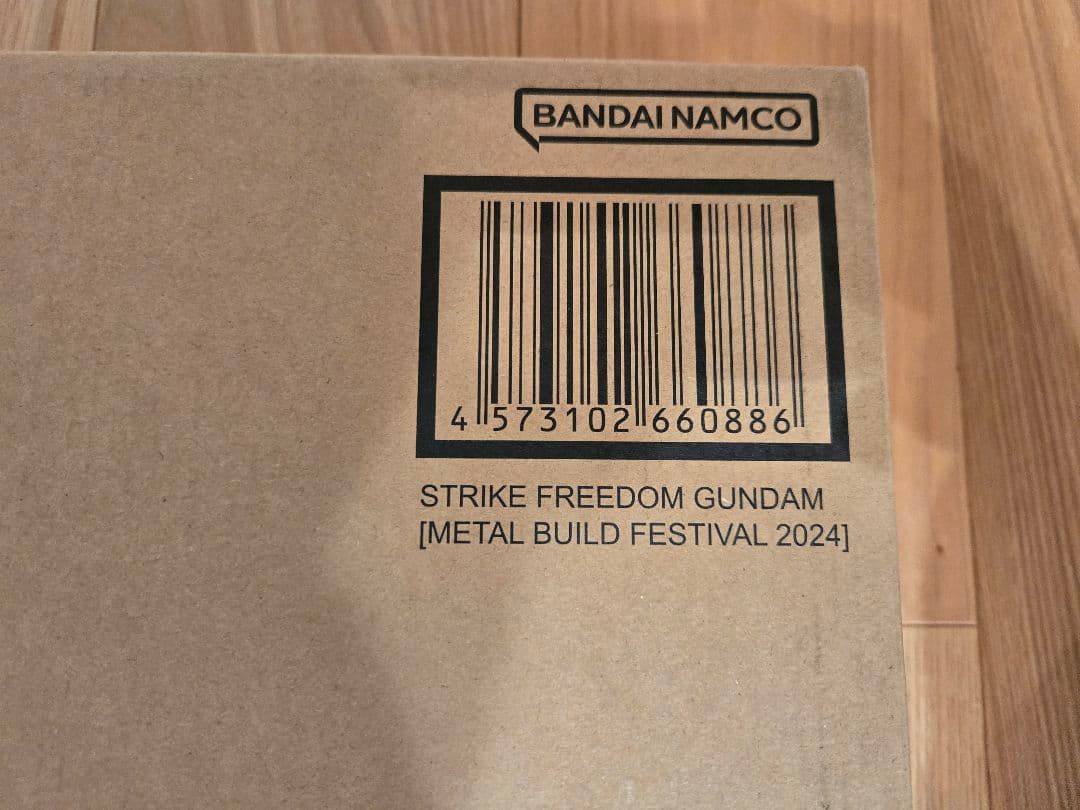 BANDAI NAMCO
4 573102 660886
STRIKE FREEDOM GUNDAM
[METAL BUILD FESTIVAL 2024]